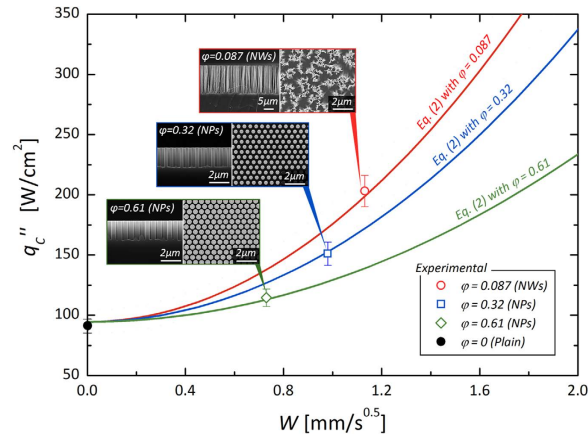 350
300
250
200
150
100
50
q_c'' [W/cm²]
φ=0.087 (NWs)
5μm
2μm
φ=0.32 (NPs)
2μm
2μm
φ=0.61 (NPs)
2μm
2μm
Eq. (2) with φ = 0.087
Eq. (2) with φ = 0.32
Eq. (2) with φ = 0.61
Experimental
φ = 0.087 (NWs)
φ = 0.32 (NPs)
φ = 0.61 (NPs)
φ = 0 (Plain)
0.0 0.4 0.8 1.2 1.6 2.0
W [mm/s^0.5]